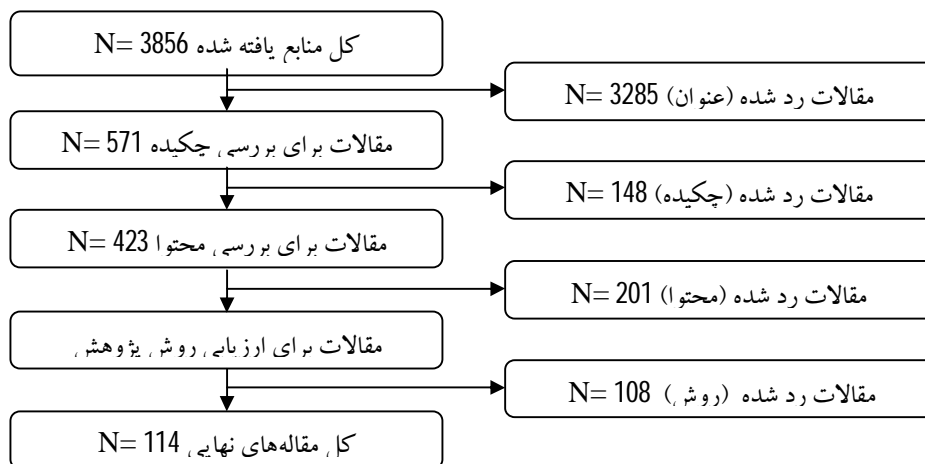 کل منابع یافته شده N= 3856
مقالات رد شده (عنوان) N= 3285
مقالات برای بررسی چکیده N= 571
مقالات رد شده (چکیده) N= 148
مقالات برای بررسی محتوا N= 423
مقالات رد شده (محتوا) N= 201
مقالات برای ارزیابی روش پژوهش
مقالات رد شده (روش) N= 108
کل مقاله‌های نهایی N= 114